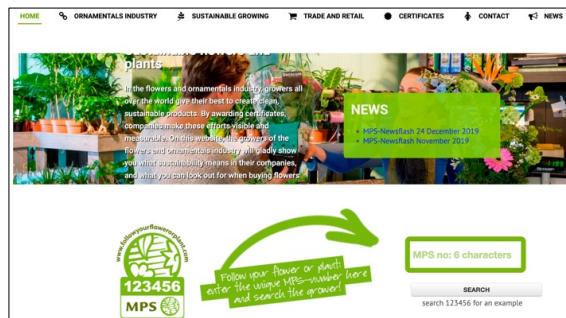 HOME ORNAMENTALS INDUSTRY SUSTAINABLE GROWING TRADE AND RETAIL CERTIFICATES CONTACT NEWS
sustainable flowers and
plants
In the flowers and ornamentals industry, growers all
over the world give their best to create clean,
sustainable products. By awarding certificates,
companies make these efforts visible and
measurable. On this website, the growers of the
flowers and ornamentals industry will gladly show
you what sustainability means in their companies,
and what you can look out for when buying flowers
NEWS
MPS-Newsflash 24 December 2019
MPS-Newsflash November 2019
www.followyourflowerorplant.com
123456
MPS
Follow your flower or plant:
enter the unique MPS-number here
and search the grower!
MPS no: 6 characters
SEARCH
search 123456 for an example